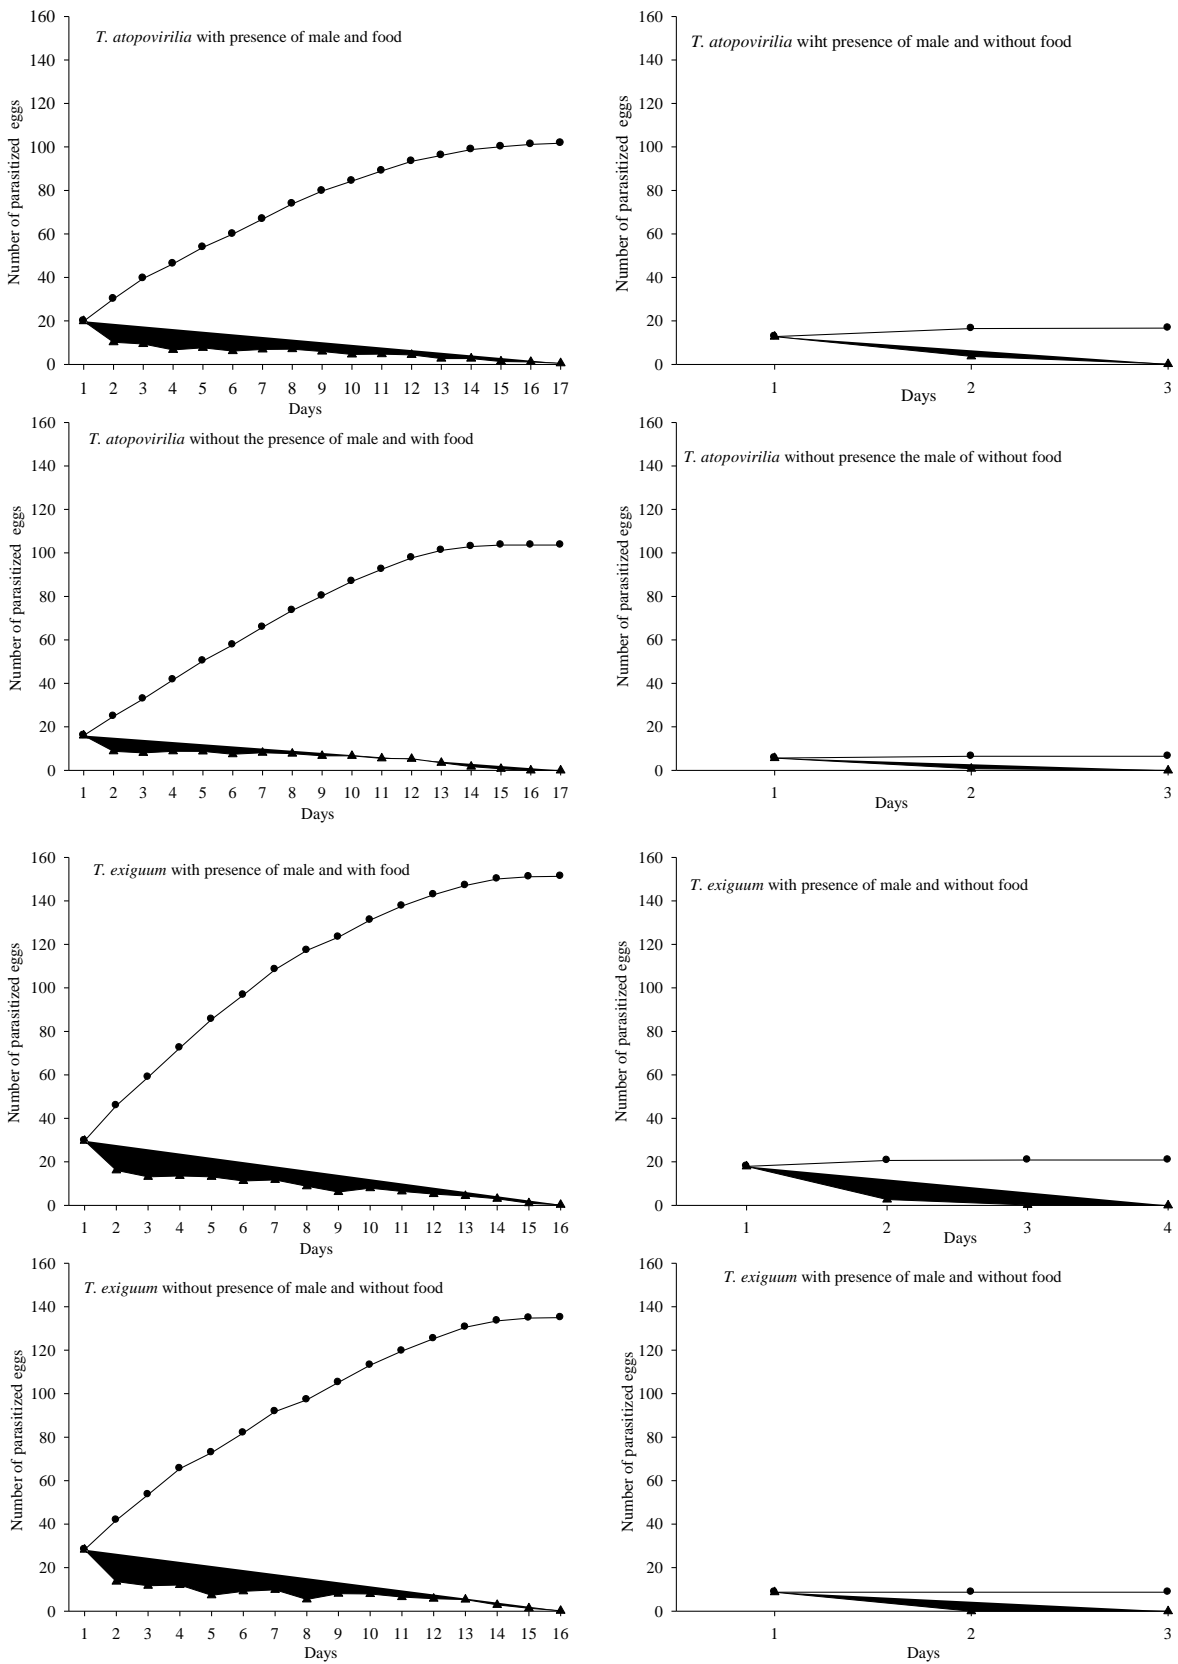 T. atopovirilia with presence of male and food
Number of parasitized eggs
160
140
120
100
80
60
40
20
0
1 2 3 4 5 6 7 8 9 10 11 12 13 14 15 16 17
Days
T. atopovirilia wiht presence of male and without food
Number of parasitized eggs
160
140
120
100
80
60
40
20
0
1 2 3
Days
T. atopovirilia without the presence of male and with food
Number of parasitized eggs
160
140
120
100
80
60
40
20
0
1 2 3 4 5 6 7 8 9 10 11 12 13 14 15 16 17
Days
T. atopovirilia without presence the male of without food
Number of parasitized eggs
160
140
120
100
80
60
40
20
0
1 2 3
Days
T. exiguum with presence of male and with food
Number of parasitized eggs
160
140
120
100
80
60
40
20
0
1 2 3 4 5 6 7 8 9 10 11 12 13 14 15 16
Days
T. exiguum with presence of male and without food
Number of parasitized eggs
160
140
120
100
80
60
40
20
0
1 2 3 4
Days
T. exiguum without presence of male and without food
Number of parasitized eggs
160
140
120
100
80
60
40
20
0
1 2 3 4 5 6 7 8 9 10 11 12 13 14 15 16
Days
T. exiguum with presence of male and without food
Number of parasitized eggs
160
140
120
100
80
60
40
20
0
1 2 3
Days